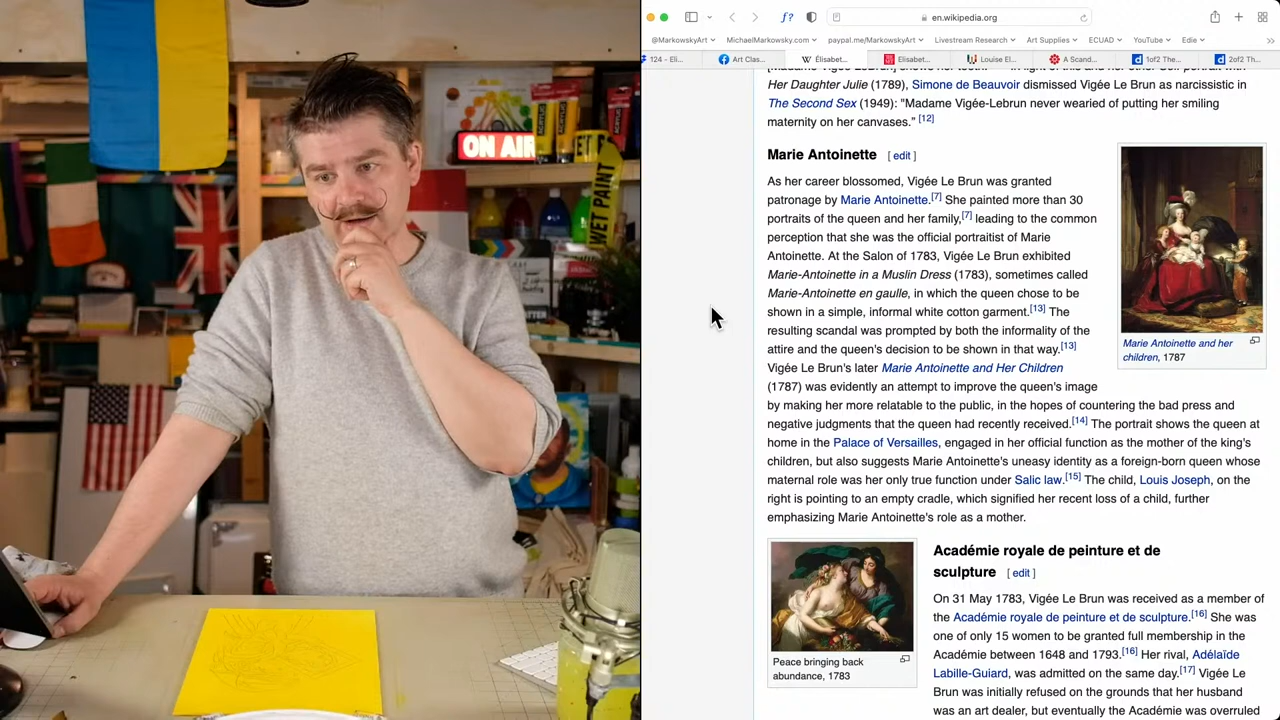 ON AIR
WET PAINT
en.wikipedia.org
@MarkowskyArt
MichaelMarkowsky.com
paypal.me/MarkowskyArt
Livestream Research
Art Supplies
ECUAD
YouTube
Edie
124 - Eli...
Art Clas...
Élisabet...
Elisabet...
Louise El...
A Scand...
1of2 The...
2of2 Th...
Her Daughter Julie (1789), Simone de Beauvoir dismissed Vigée Le Brun as narcissistic in
The Second Sex (1949): "Madame Vigée-Lebrun never wearied of putting her smiling
maternity on her canvases." [12]
Marie Antoinette [ edit ]
As her career blossomed, Vigée Le Brun was granted
patronage by Marie Antoinette.[7] She painted more than 30
portraits of the queen and her family,[7] leading to the common
perception that she was the official portraitist of Marie
Antoinette. At the Salon of 1783, Vigée Le Brun exhibited
Marie-Antoinette in a Muslin Dress (1783), sometimes called
Marie-Antoinette en gaulle, in which the queen chose to be
shown in a simple, informal white cotton garment.[13] The
resulting scandal was prompted by both the informality of the
attire and the queen's decision to be shown in that way.[13]
Vigée Le Brun's later Marie Antoinette and Her Children
(1787) was evidently an attempt to improve the queen's image
by making her more relatable to the public, in the hopes of countering the bad press and
negative judgments that the queen had recently received.[14] The portrait shows the queen at
home in the Palace of Versailles, engaged in her official function as the mother of the king's
children, but also suggests Marie Antoinette's uneasy identity as a foreign-born queen whose
maternal role was her only true function under Salic law.[15] The child, Louis Joseph, on the
right is pointing to an empty cradle, which signified her recent loss of a child, further
emphasizing Marie Antoinette's role as a mother.
Marie Antoinette and her
children, 1787
Peace bringing back
abundance, 1783
Académie royale de peinture et de
sculpture [ edit ]
On 31 May 1783, Vigée Le Brun was received as a member of
the Académie royale de peinture et de sculpture.[16] She was
one of only 15 women to be granted full membership in the
Académie between 1648 and 1793.[16] Her rival, Adélaïde
Labille-Guiard, was admitted on the same day.[17] Vigée Le
Brun was initially refused on the grounds that her husband
was an art dealer, but eventually the Académie was overruled